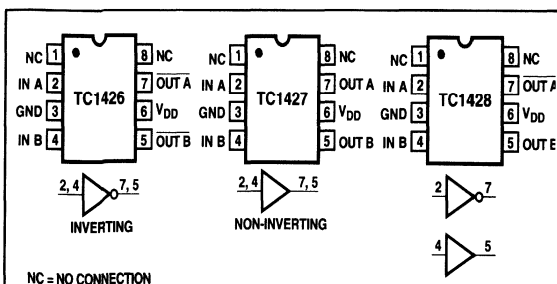 NC 1 8 NC
IN A 2 7 OUT A
GND 3 6 VDD
IN B 4 5 OUT B
TC1426
2, 4 7, 5
INVERTING
NC 1 8 NC
IN A 2 7 OUT A
GND 3 6 VDD
IN B 4 5 OUT B
TC1427
2, 4 7, 5
NON-INVERTING
NC 1 8 NC
IN A 2 7 OUT A
GND 3 6 VDD
IN B 4 5 OUT
TC1428
2 7
4 5
NC = NO CONNECTION